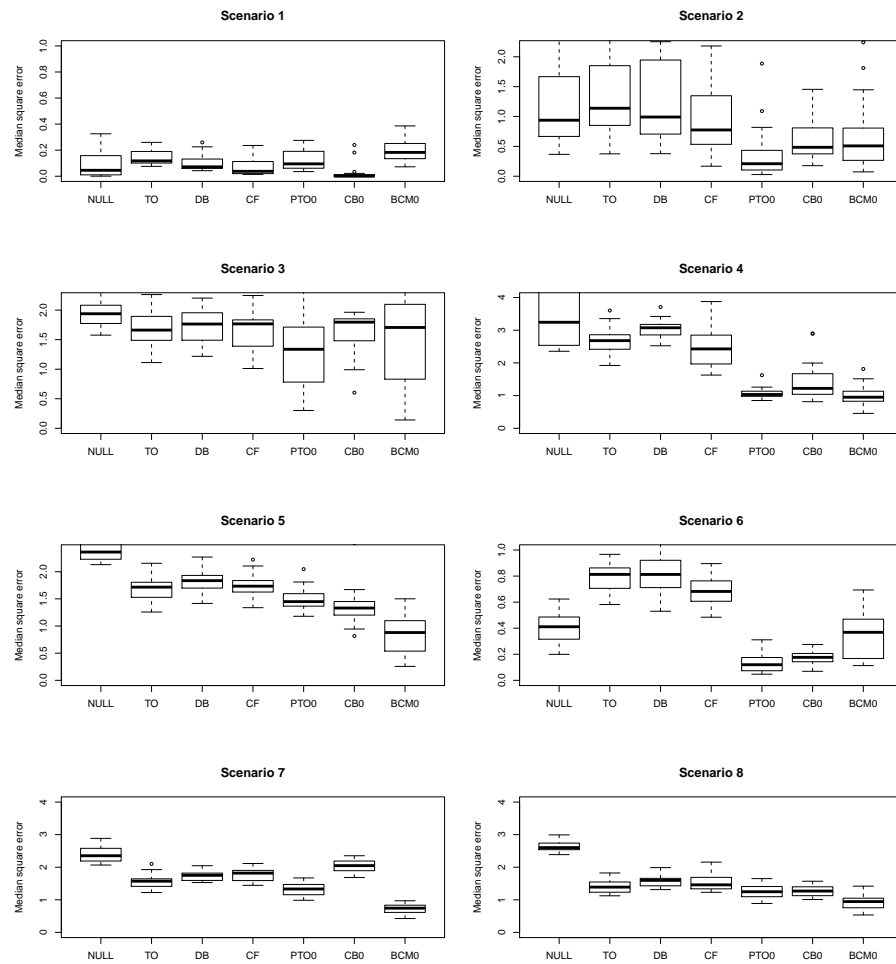 Scenario 1
Median square error
0.0 0.2 0.4 0.6 0.8 1.0
NULL TO DB CF PTO0 CB0 BCM0
Scenario 2
Median square error
0.0 0.5 1.0 1.5 2.0
NULL TO DB CF PTO0 CB0 BCM0
Scenario 3
Median square error
0.0 0.5 1.0 1.5 2.0
NULL TO DB CF PTO0 CB0 BCM0
Scenario 4
Median square error
0 1 2 3 4
NULL TO DB CF PTO0 CB0 BCM0
Scenario 5
Median square error
0.0 0.5 1.0 1.5 2.0
NULL TO DB CF PTO0 CB0 BCM0
Scenario 6
Median square error
0.0 0.2 0.4 0.6 0.8 1.0
NULL TO DB CF PTO0 CB0 BCM0
Scenario 7
Median square error
0 1 2 3 4
NULL TO DB CF PTO0 CB0 BCM0
Scenario 8
Median square error
0 1 2 3 4
NULL TO DB CF PTO0 CB0 BCM0